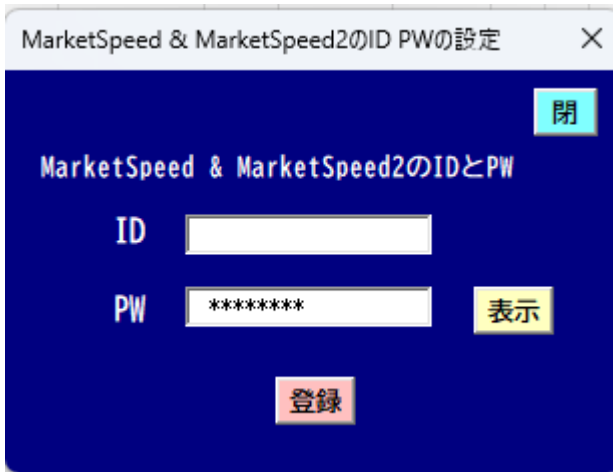 MarketSpeed & MarketSpeed2のID PWの設定
閉
MarketSpeed & MarketSpeed2のIDとPW
ID
PW ******** 表示
登録